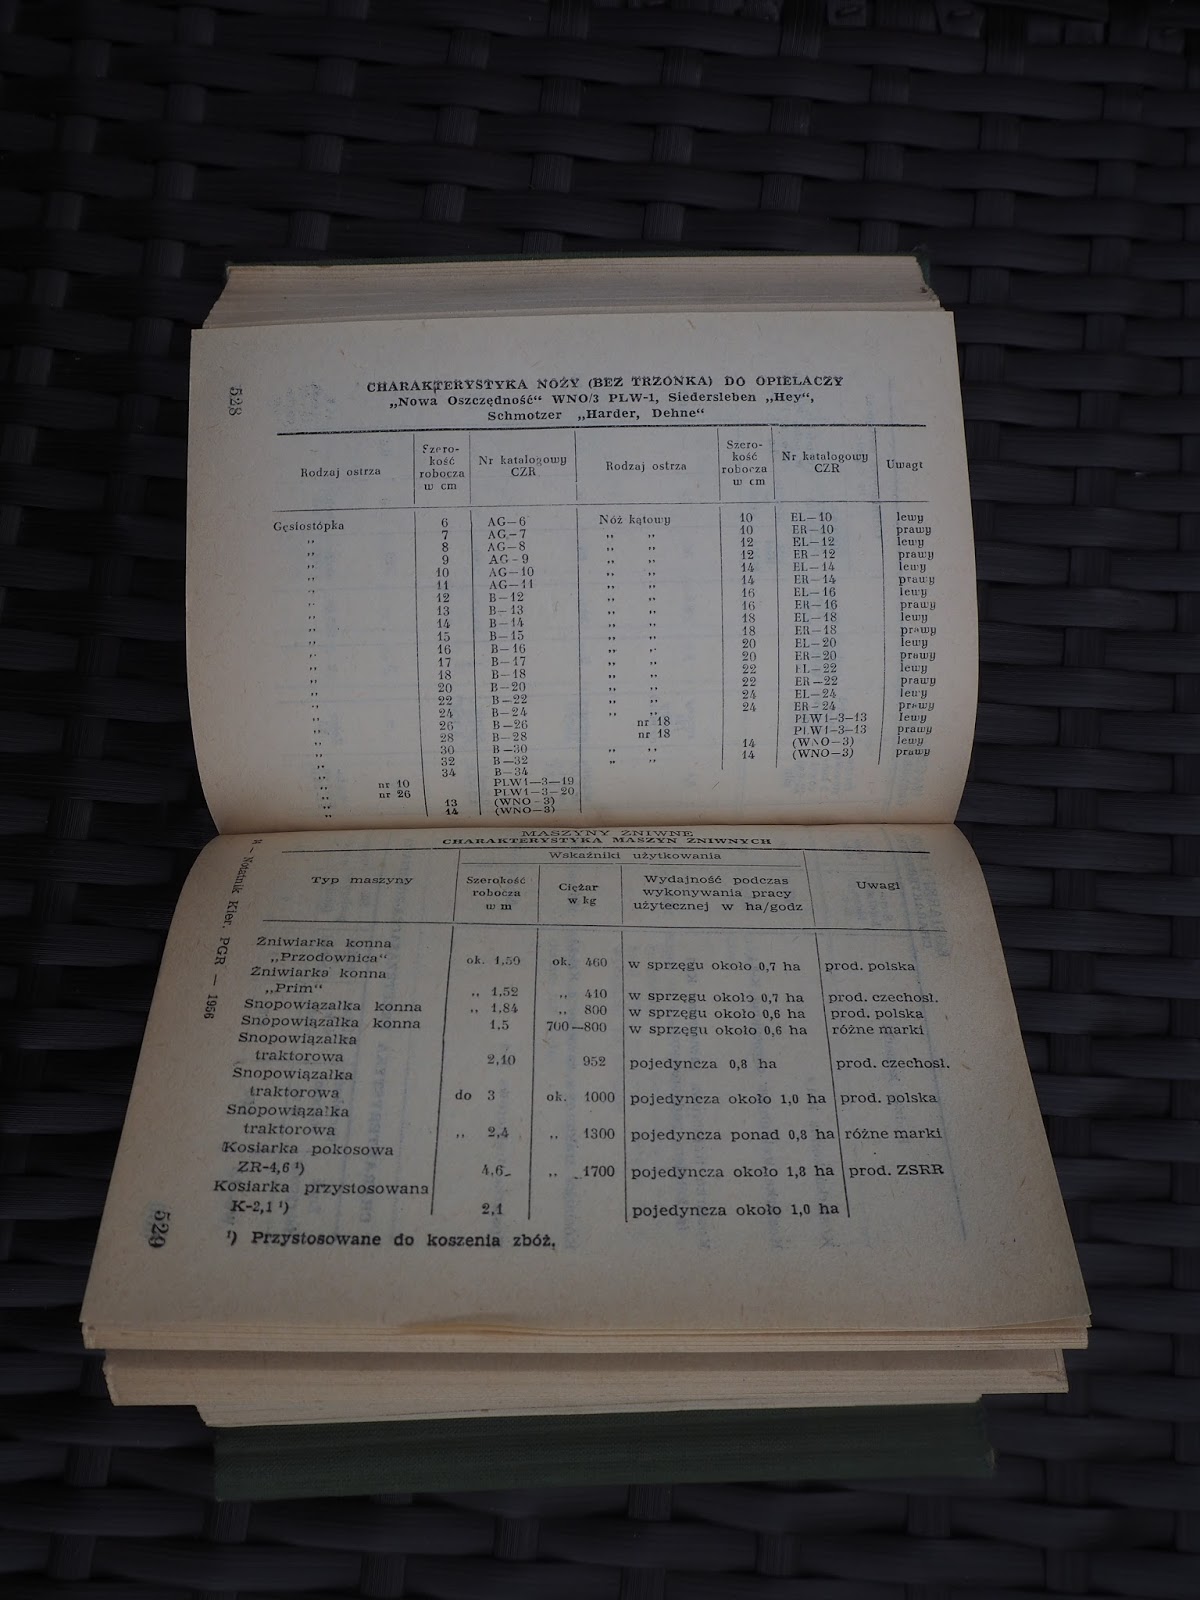 528
CHARAKTERYSTYKA NOŻY (BEZ TRZONKA) DO OPIELACZY
„Nowa Oszczędność“ WNO/3 PLW-1, Siedersleben „Hey“,
Schmotzer „Harder, Dehne“
Rodzaj ostrza | Szerokość robocza w cm | Nr katalogowy CZR | Rodzaj ostrza | Szerokość robocza w cm | Nr katalogowy CZR | Uwagi
Gęsiostópka 6 AG—6 Nóż kątowy 10 EL—10 lewy
„ 7 AG—7 „ „ 10 ER—10 prawy
„ 8 AG—8 „ „ 12 EL—12 lewy
„ 9 AG-9 „ „ 12 ER—12 prawy
„ 10 AG—10 „ „ 14 EL—14 lewy
„ 11 AG—11 „ „ 14 ER—14 prawy
„ 12 B—12 „ „ 16 EL—16 lewy
„ 13 B—13 „ „ 16 ER—16 prawy
„ 14 B—14 „ „ 18 EL—18 lewy
„ 15 B—15 „ „ 18 ER—18 prawy
„ 16 B—16 „ „ 20 EL—20 lewy
„ 17 B—17 „ „ 20 ER—20 prawy
„ 18 B—18 „ „ 22 EL—22 lewy
„ 20 B—20 „ „ 22 ER—22 prawy
„ 22 B—22 „ „ 24 EL—24 lewy
„ 24 B—24 „ „ 24 ER—24 prawy
„ 26 B—26 nr 18 PLW1—3—13 lewy
„ 28 B—28 nr 18 PLW1—3—13 prawy
„ 30 B—30 „ „ 14 (WNO—3) lewy
„ 32 B—32 „ „ 14 (WNO—3) prawy
„ 34 B—34
„ nr 10 PLW1—3—19
„ nr 26 PLW1—3—20
„ 13 (WNO—3)
„ 14 (WNO—3)
MASZYNY ŻNIWNE
CHARAKTERYSTYKA MASZYN ŻNIWNYCH
Typ maszyny | Wskaźniki użytkowania | Uwagi
Szerokość robocza w m | Ciężar w kg | Wydajność podczas wykonywania pracy użytecznej w ha/godz
Żniwiarka konna
„Przodownica“ ok. 1,50 ok. 460 w sprzęgu około 0,7 ha prod. polska
Żniwiarka konna
„Prim“ „ 1,52 „ 410 w sprzęgu około 0,7 ha prod. czechosł.
Snopowiązałka konna „ 1,84 „ 800 w sprzęgu około 0,6 ha prod. polska
Snopowiązałka konna 1,5 700—800 w sprzęgu około 0,6 ha różne marki
Snopowiązałka
traktorowa 2,10 952 pojedyncza 0,8 ha prod. czechosł.
Snopowiązałka
traktorowa do 3 ok. 1000 pojedyncza około 1,0 ha prod. polska
Snopowiązałka
traktorowa „ 2,4 „ 1300 pojedyncza ponad 0,8 ha różne marki
Kosiarka pokosowa
ZR-4,6 ¹) 4,6 „ 1700 pojedyncza około 1,8 ha prod. ZSRR
Kosiarka przystosowana
K-2,1 ¹) 2,1 pojedyncza około 1,0 ha
¹) Przystosowane do koszenia zbóż.
— Notatnik Kier. PGR — 1956
529